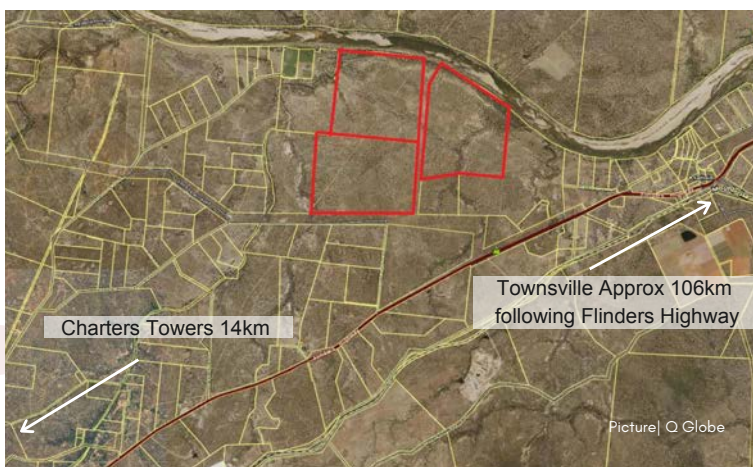 Townsville Approx 106km
following Flinders Highway
Charters Towers 14km
Picture| Q Globe